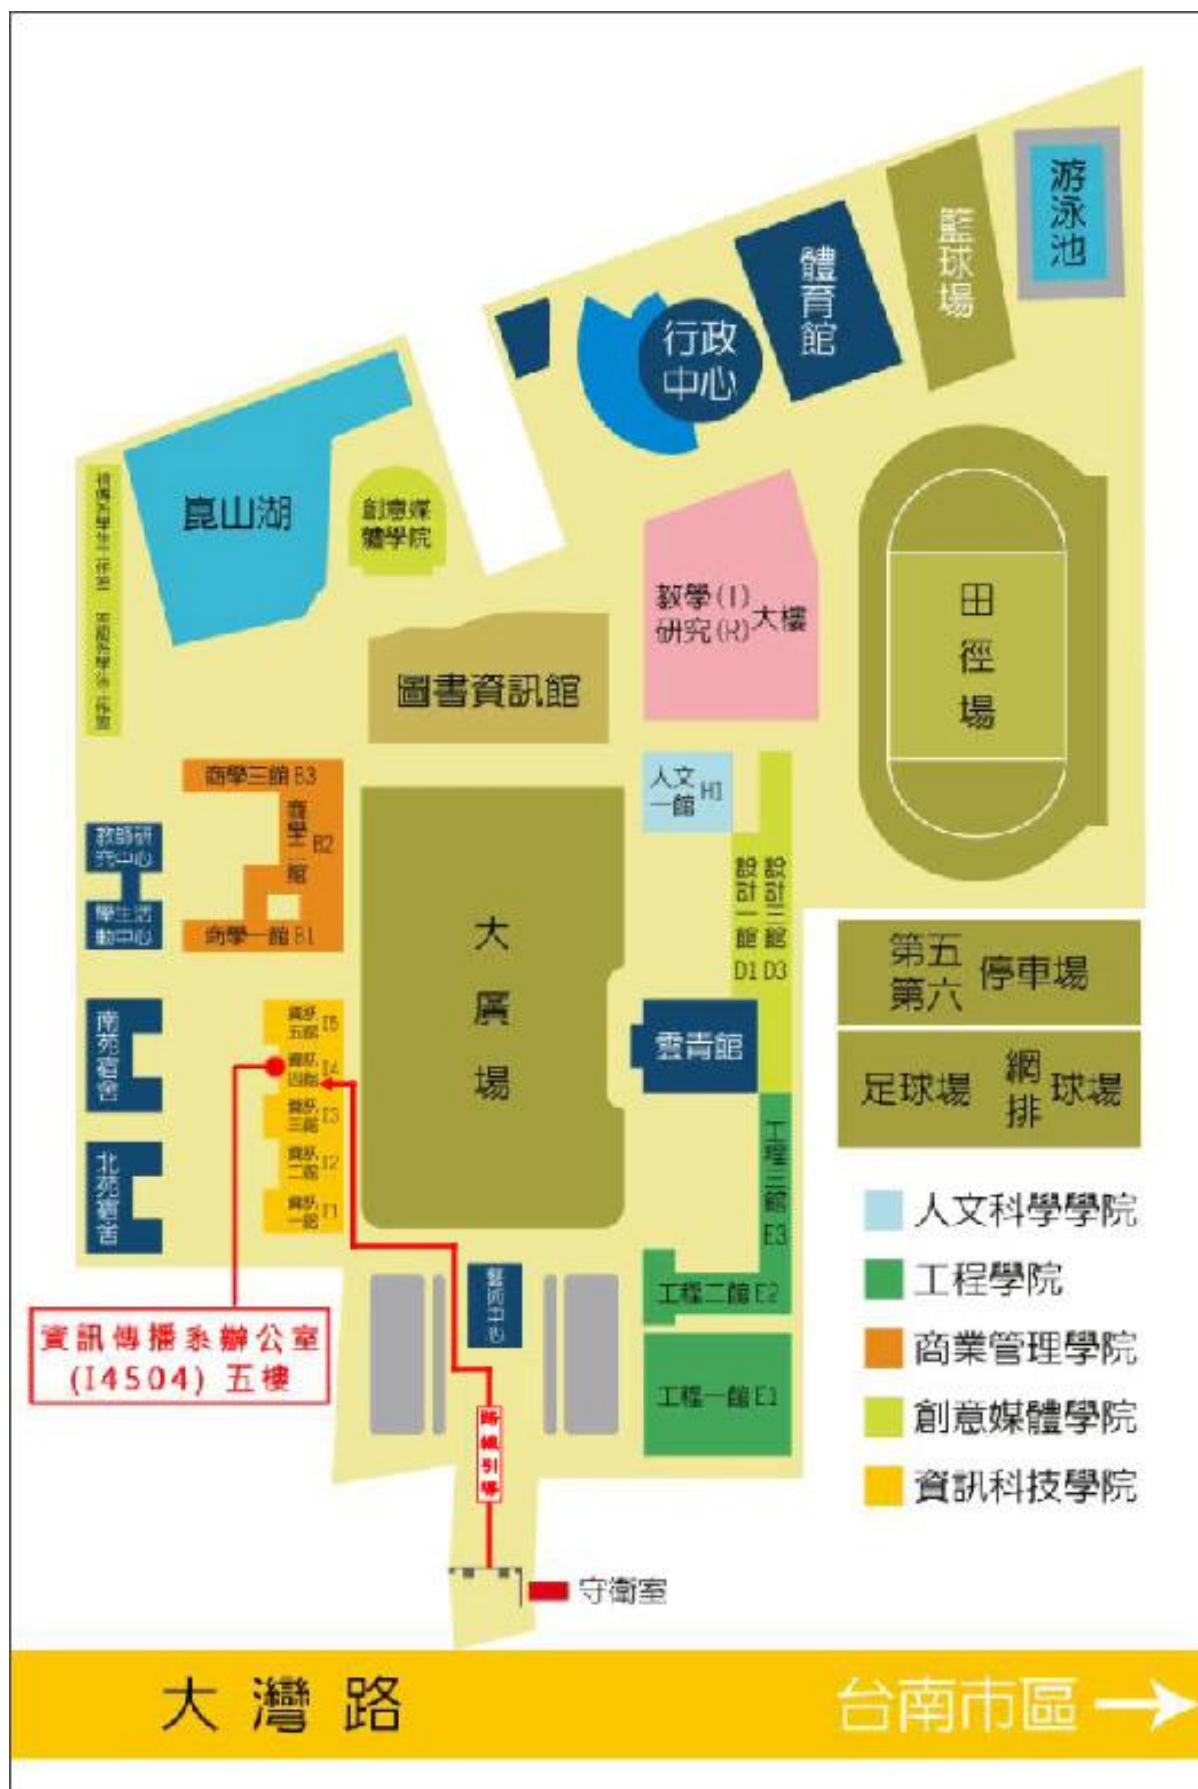 游泳池
籃球場
體育館
行政
中心
崑山湖
創意媒
體學院
教學(I)
研究(R)
大樓
田徑場
圖書資訊館
商學三館 B3
商學二館 B2
商學一館 B1
人文
一館 H1
教師研
究中心
學生活
動中心
大廣場
設計一館 D1
設計三館 D3
第五
第六
停車場
南苑宿舍
資訊
五館 I5
資訊
四館 I4
資訊
三館 I3
資訊
二館 I2
資訊
一館 I1
雲青館
足球場
網
排
球場
北苑宿舍
工程三館 E3
人文科學學院
工程學院
商業管理學院
創意媒體學院
資訊科技學院
藝術中心
工程二館 E2
工程一館 E1
資訊傳播系辦公室
(I4504) 五樓
路線引導
守衛室
大灣路
台南市區